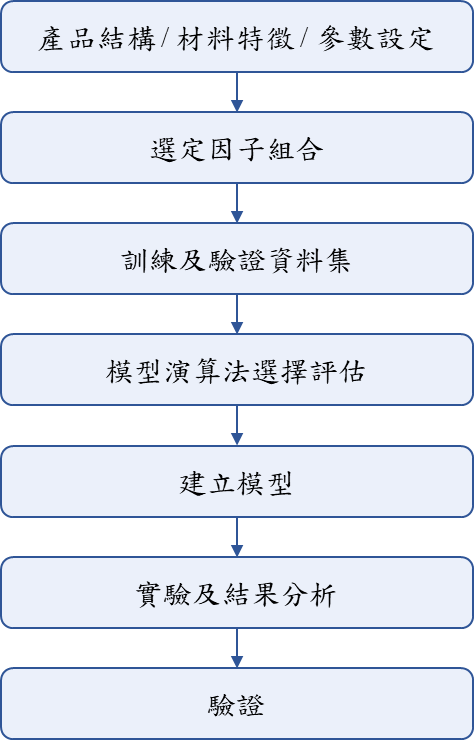 產品結構/材料特徵/參數設定
選定因子組合
訓練及驗證資料集
模型演算法選擇評估
建立模型
實驗及結果分析
驗證